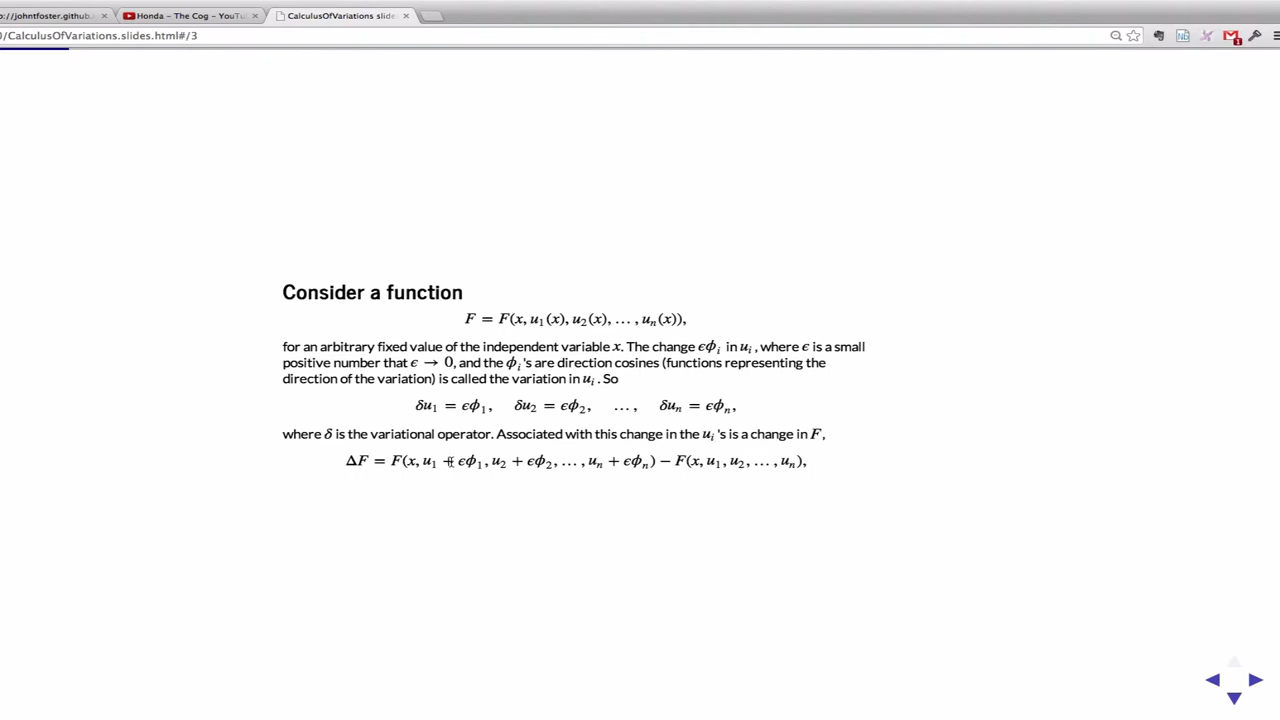 p://johntfoster.github. Honda – The Cog – YouTu CalculusOfVariations slide
0/CalculusOfVariations.slides.html#/3
Consider a function
F = F(x, u₁(x), u₂(x), … , uₙ(x)),
for an arbitrary fixed value of the independent variable x. The change ϵϕᵢ in uᵢ, where ϵ is a small
positive number that ϵ → 0, and the ϕᵢ's are direction cosines (functions representing the
direction of the variation) is called the variation in uᵢ. So
δu₁ = ϵϕ₁, δu₂ = ϵϕ₂, … , δuₙ = ϵϕₙ,
where δ is the variational operator. Associated with this change in the uᵢ's is a change in F,
ΔF = F(x, u₁ + ϵϕ₁, u₂ + ϵϕ₂, … , uₙ + ϵϕₙ) − F(x, u₁, u₂, … , uₙ),